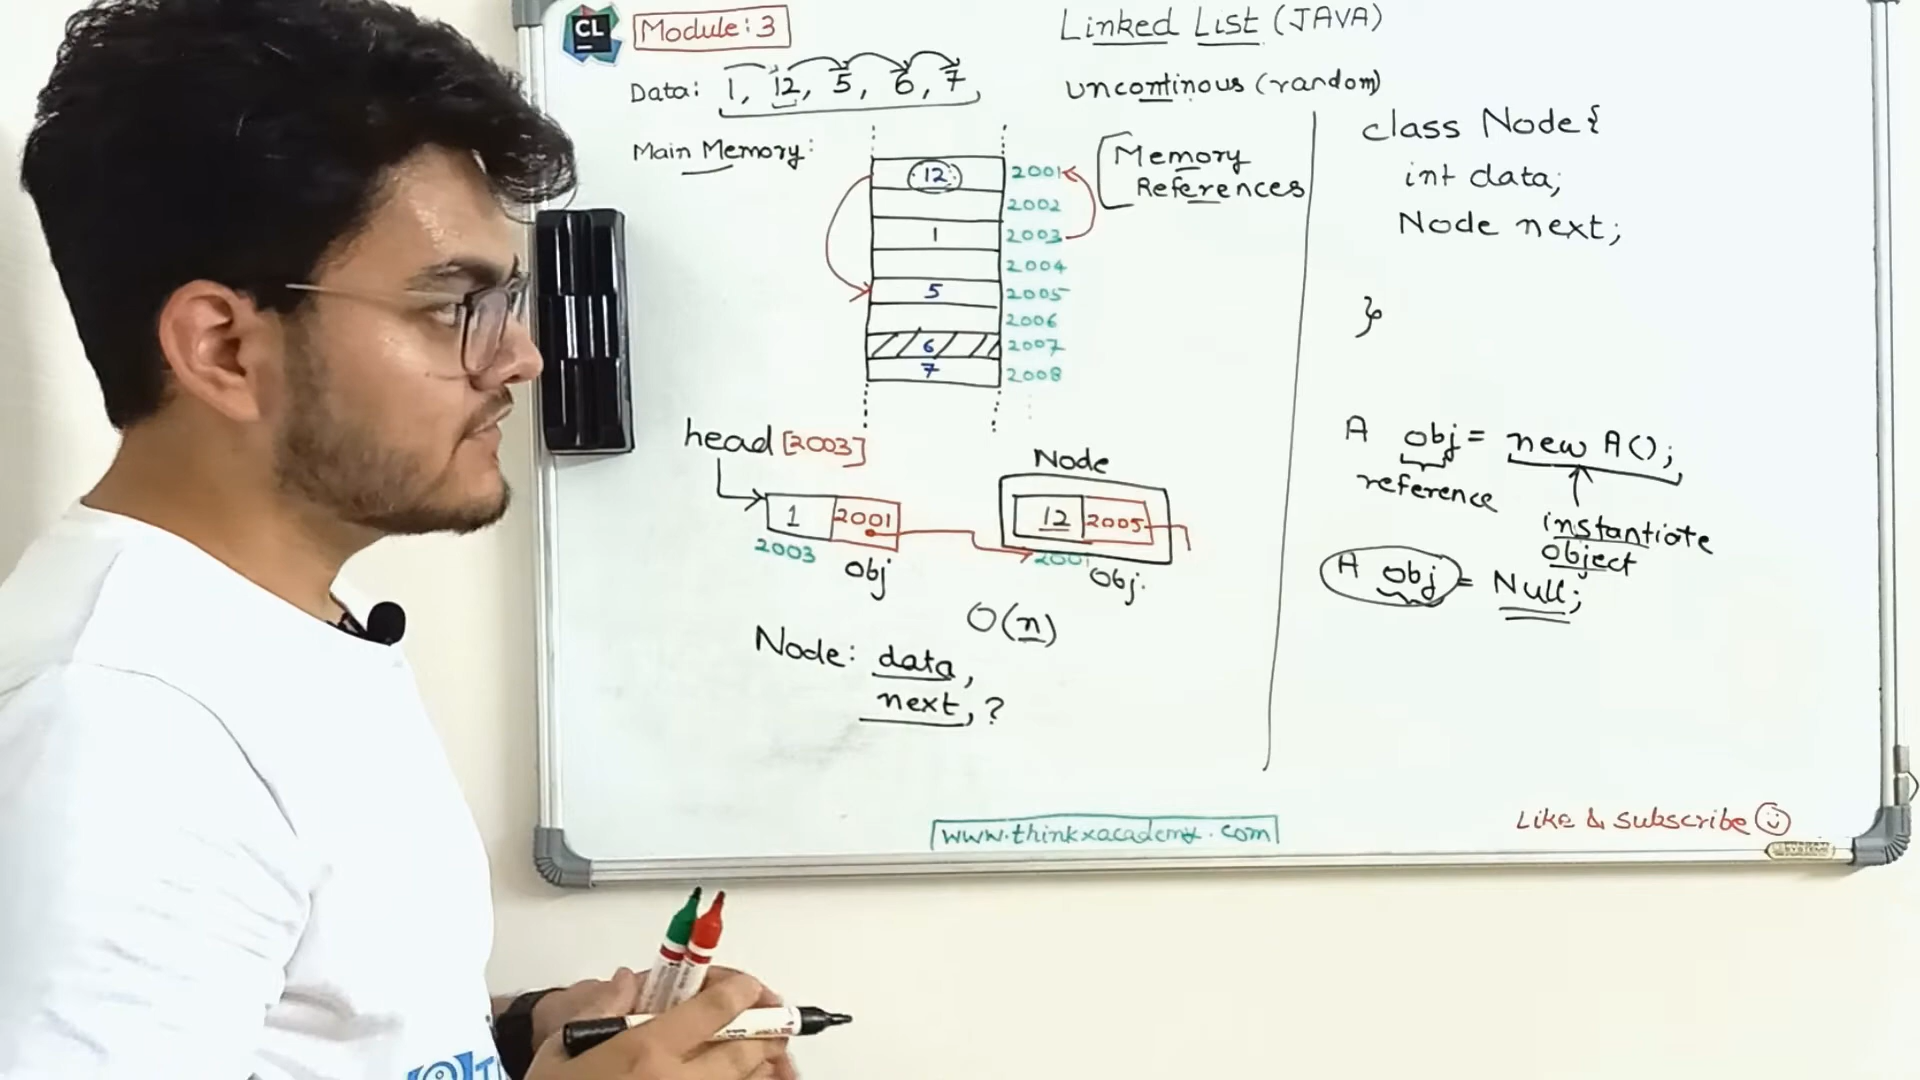 CL
Module: 3
Linked List (JAVA)
Data: 1, 12, 5, 6, 7
uncontinous (random)
Main Memory:
12 2001
2002
1 2003
2004
5 2005
2006
6 2007
7 2008
Memory
References
head [2003]
Node
1 2001
12 2005
2003
2001
obj
obj.
O(n)
Node: data,
next, ?
class Node {
int data;
Node next;
}
A obj = new A();
reference
instantiate
object
A obj = Null;
www.thinkxacademy.com
Like & subscribe